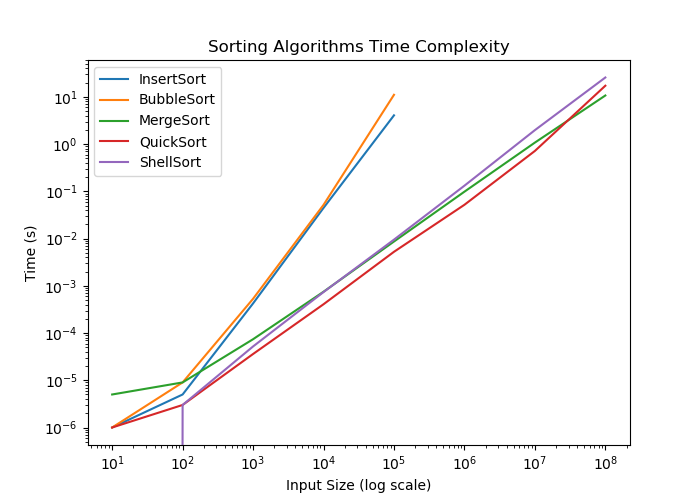 Sorting Algorithms Time Complexity
InsertSort
BubbleSort
MergeSort
QuickSort
ShellSort
Time (s)
10¹
10⁰
10⁻¹
10⁻²
10⁻³
10⁻⁴
10⁻⁵
10⁻⁶
10¹ 10² 10³ 10⁴ 10⁵ 10⁶ 10⁷ 10⁸
Input Size (log scale)